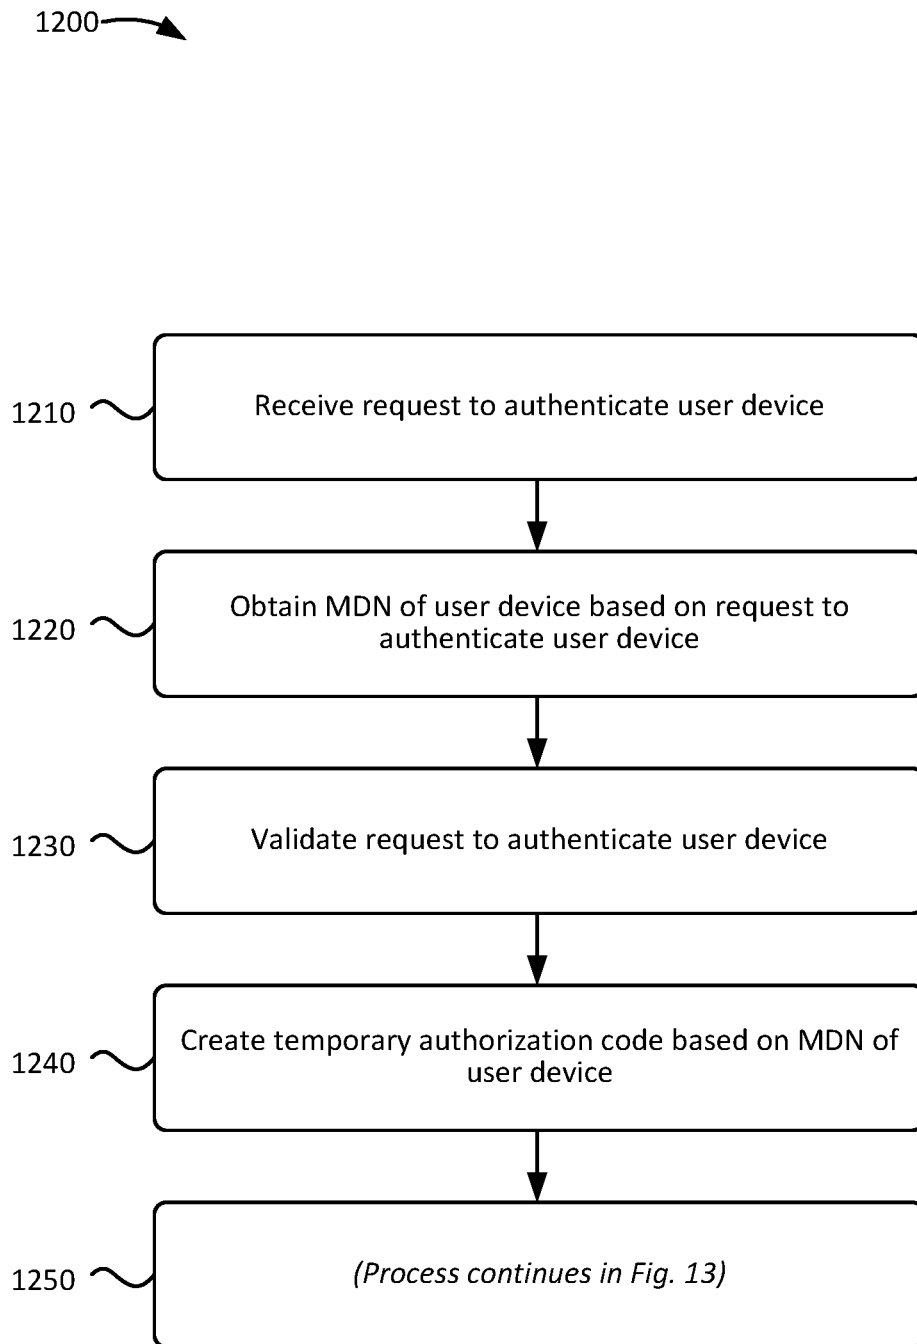 1200
1210
Receive request to authenticate user device
1220
Obtain MDN of user device based on request to
authenticate user device
1230
Validate request to authenticate user device
1240
Create temporary authorization code based on MDN of
user device
1250
(Process continues in Fig. 13)